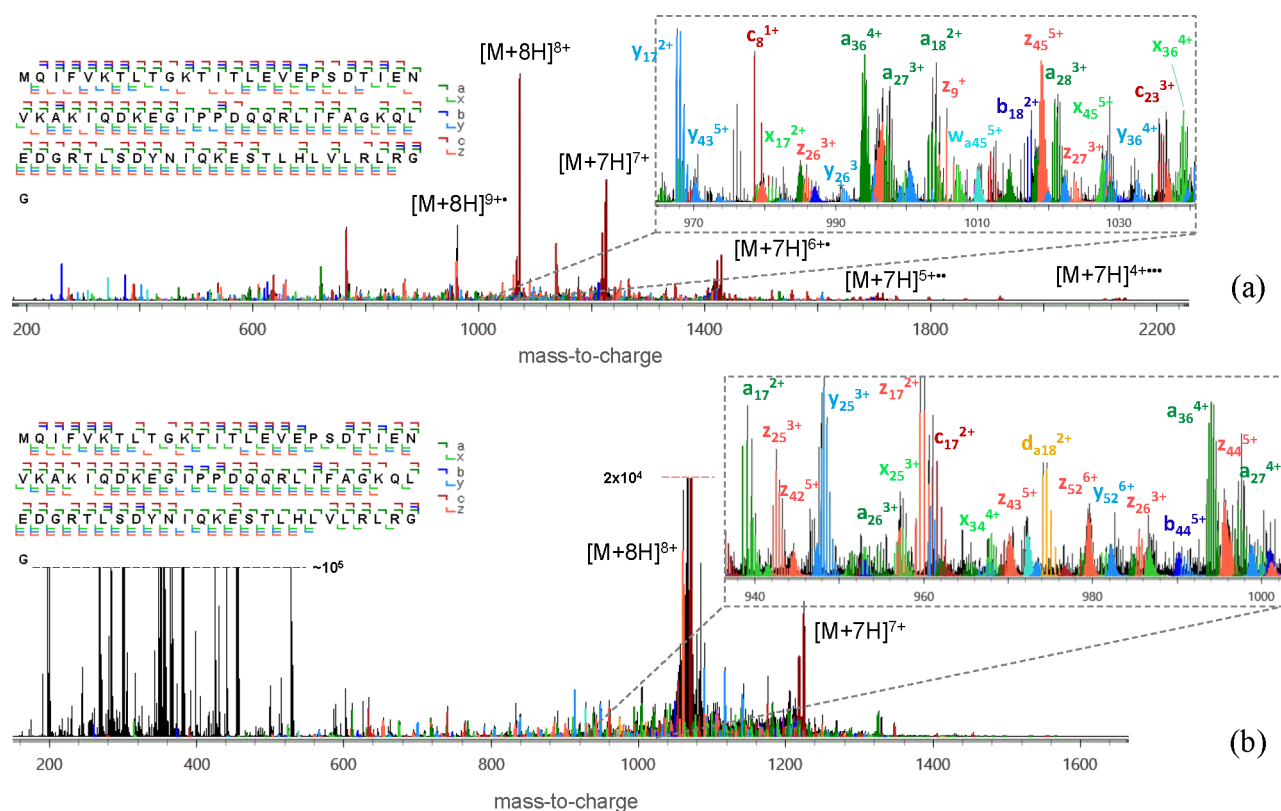 [M+8H]8+
MQIFVKTLTGKTITLEVEPSDTIEN
VKAKIQDKEGIPPDQQRLIFAGKQL
EDGRTLSDYNIQKESTLHLVLRLRG
G
a
x
b
y
c
z
[M+8H]9+•
[M+7H]7+
[M+7H]6+•
[M+7H]5+••
[M+7H]4+•••
y17 2+
c8 1+
a36 4+
a18 2+
z45 5+
x36 4+
a27 3+
z9 +
a28 3+
b18 2+
c23 3+
x45 5+
y43 5+
x17 2+
z26 3+
wa45 5+
y36 4+
y26 3
z27 3+
970 990 1010 1030
(a)
200 600 1000 1400 1800 2200
mass-to-charge
MQIFVKTLTGKTITLEVEPSDTIEN
VKAKIQDKEGIPPDQQRLIFAGKQL
EDGRTLSDYNIQKESTLHLVLRLRG
G
a
x
b
y
c
z
~10⁵
2x10⁴
[M+8H]8+
[M+7H]7+
a17 2+
y25 3+
z17 2+
a36 4+
z25 3+
c17 2+
da18 2+
z44 5+
z42 5+
x25 3+
z43 5+
z52 6+
y52 6+
a27 4+
a26 3+
x34 4+
z26 3+
b44 5+
940 960 980 1000
(b)
200 400 600 800 1000 1200 1400 1600
mass-to-charge